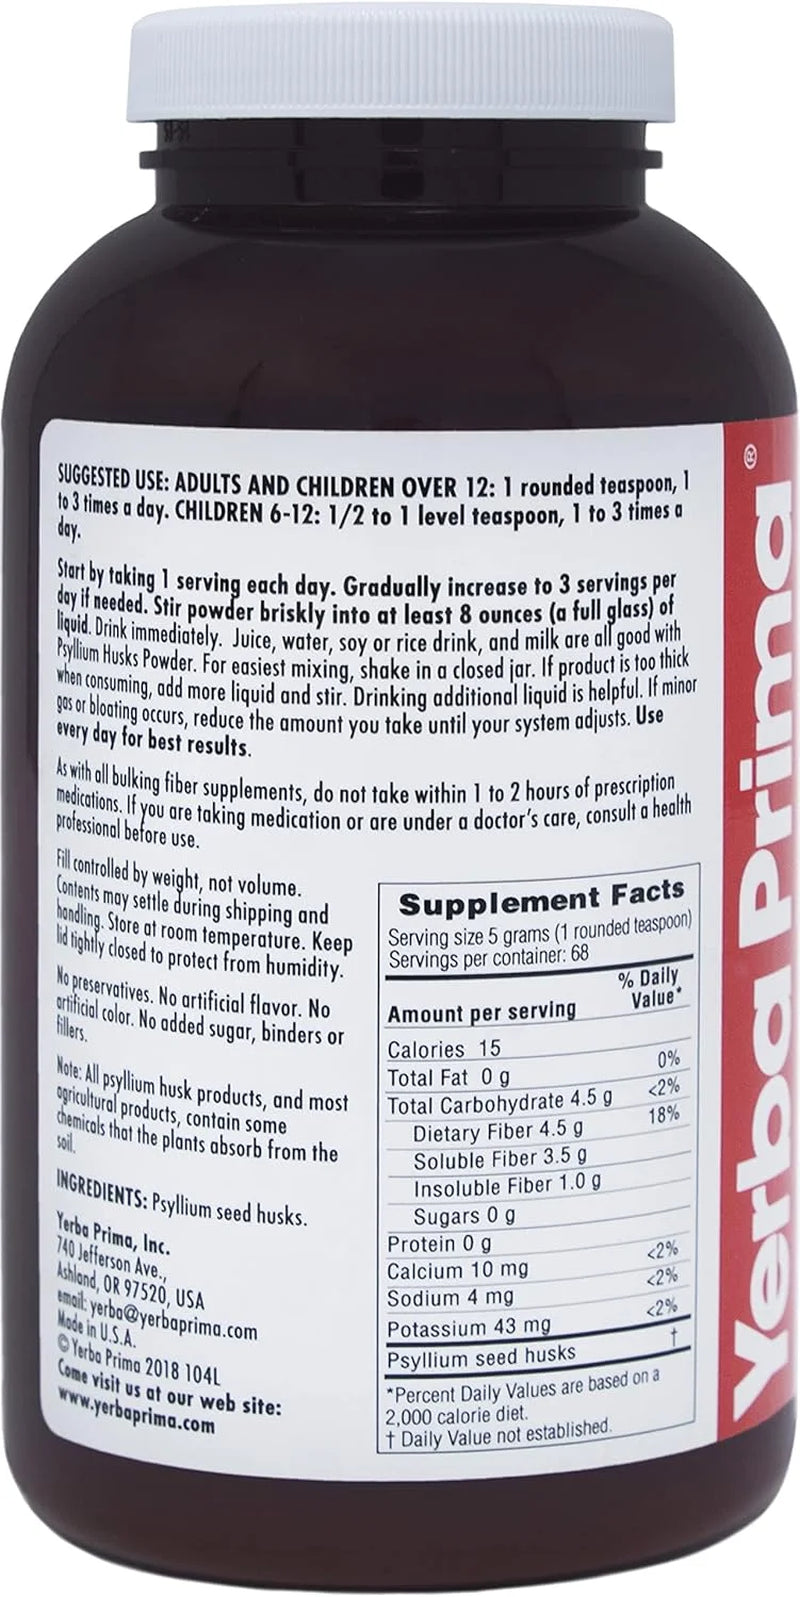 SUGGESTED USE: ADULTS AND CHILDREN OVER 12: 1 rounded teaspoon, 1
to 3 times a day. CHILDREN 6-12: 1/2 to 1 level teaspoon, 1 to 3 times a
day.
Start by taking 1 serving each day. Gradually increase to 3 servings per
day if needed. Stir powder briskly into at least 8 ounces (a full glass) of
liquid. Drink immediately. Juice, water, soy or rice drink, and milk are all good with
Psyllium Husks Powder. For easiest mixing, shake in a closed jar. If product is too thick
when consuming, add more liquid and stir. Drinking additional liquid is helpful. If minor
gas or bloating occurs, reduce the amount you take until your system adjusts. Use
every day for best results.
As with all bulking fiber supplements, do not take within 1 to 2 hours of prescription
medications. If you are taking medication or are under a doctor's care, consult a health
professional before use.
Fill controlled by weight, not volume.
Contents may settle during shipping and
handling. Store at room temperature. Keep
lid tightly closed to protect from humidity.
No preservatives. No artificial flavor. No
artificial color. No added sugar, binders or
fillers.
Note: All psyllium husk products, and most
agricultural products, contain some
chemicals that the plants absorb from the
soil.
INGREDIENTS: Psyllium seed husks.
Yerba Prima, Inc.
740 Jefferson Ave.,
Ashland, OR 97520, USA
email: yerba@yerbaprima.com
Made in U.S.A.
© Yerba Prima 2018 104L
Come visit us at our web site:
www.yerbaprima.com
Supplement Facts
Serving size 5 grams (1 rounded teaspoon)
Servings per container: 68
% Daily
Value*
Amount per serving
Calories 15
Total Fat 0 g 0%
Total Carbohydrate 4.5 g <2%
Dietary Fiber 4.5 g 18%
Soluble Fiber 3.5 g
Insoluble Fiber 1.0 g
Sugars 0 g
Protein 0 g
Calcium 10 mg <2%
Sodium 4 mg <2%
Potassium 43 mg <2%
Psyllium seed husks †
*Percent Daily Values are based on a
2,000 calorie diet.
† Daily Value not established.
Yerba Prima®